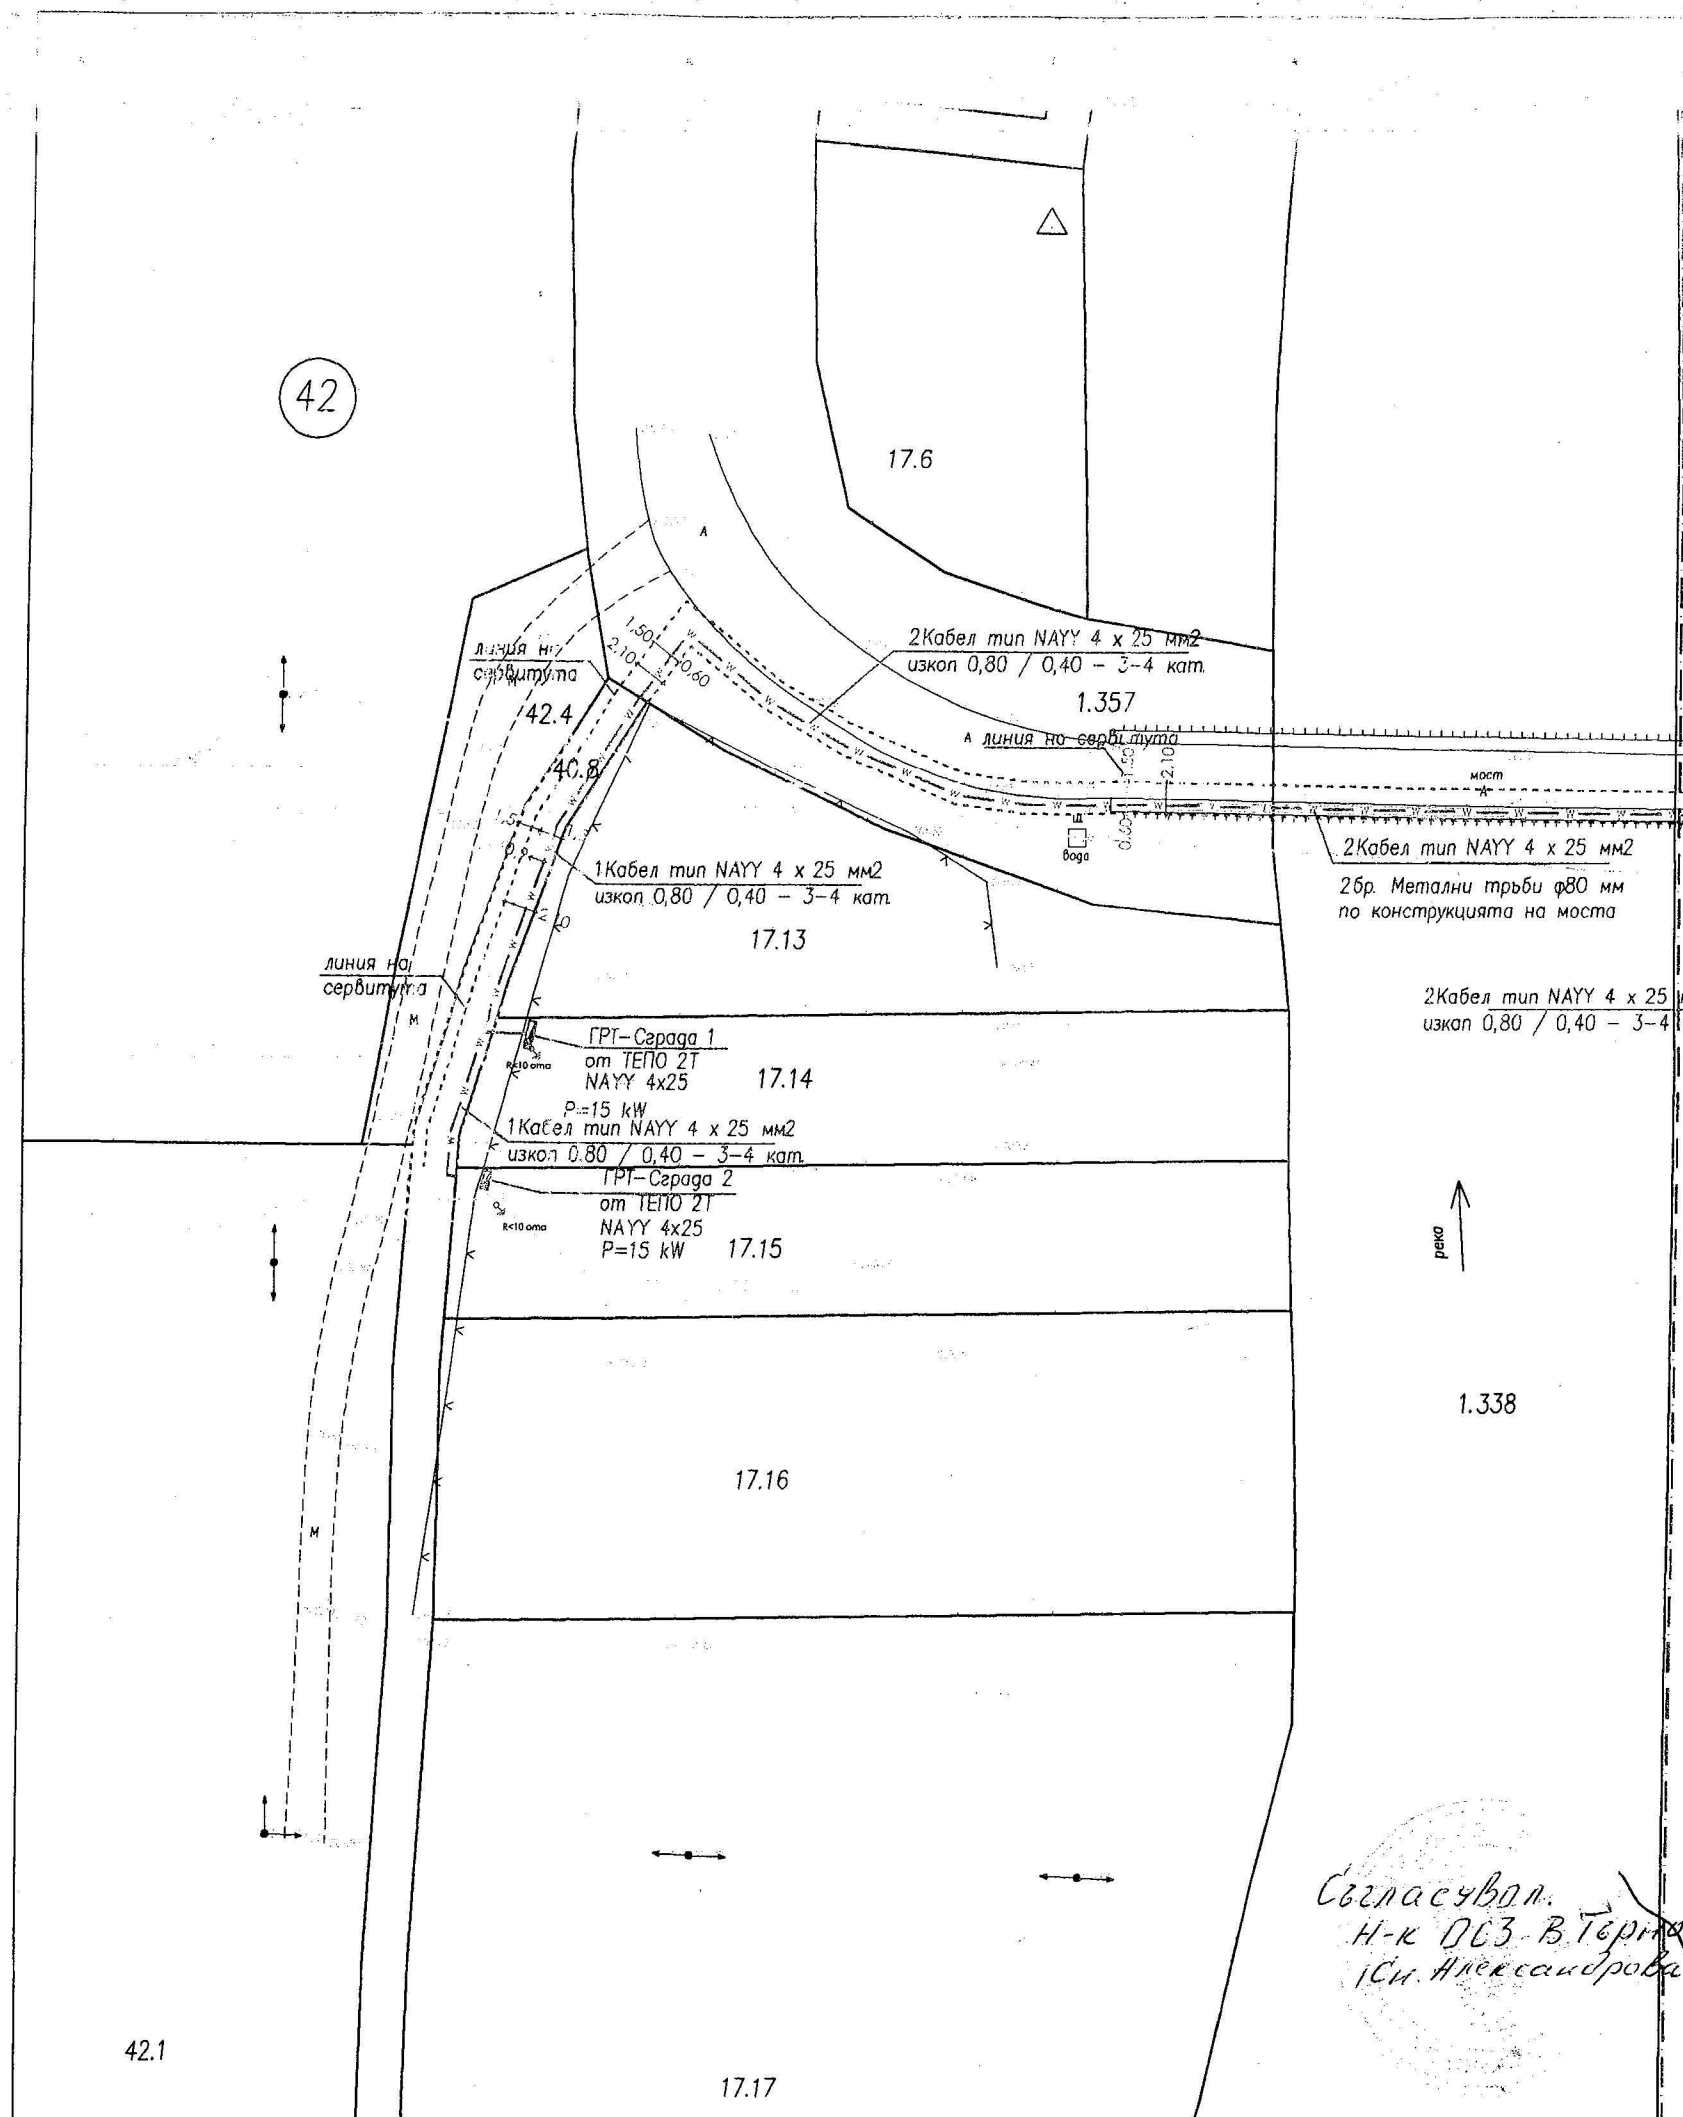 42
17.6
А
2Кабел тип NAYY 4 x 25 мм2
изкоп 0,80 / 0,40 - 3-4 кат.
1.357
линия на
сервитута
М
1,50
2.10
0,60
42.4
40.8
А линия на сервитута
1.50
2.10
0.60
мост
А
вода
2Кабел тип NAYY 4 x 25 мм2
2бр. Метални тръби ф80 мм
по конструкцията на моста
1Кабел тип NAYY 4 x 25 мм2
изкоп 0,80 / 0,40 - 3-4 кат.
17.13
линия на
сервитута
М
2Кабел тип NAYY 4 x 25
изкоп 0,80 / 0,40 - 3-4
ГРТ-Сграда 1
от ТЕПО 2Т
NAYY 4x25
P=15 kW
R<10 ома
17.14
1Кабел тип NAYY 4 x 25 мм2
изкоп 0.80 / 0,40 - 3-4 кат.
ГРТ-Сграда 2
от ТЕПО 2Т
NAYY 4x25
P=15 kW
R<10 ома
17.15
река
1.338
17.16
М
Съгласувал.
Н-к ОСЗ-В.Търно
Александрова
42.1
17.17